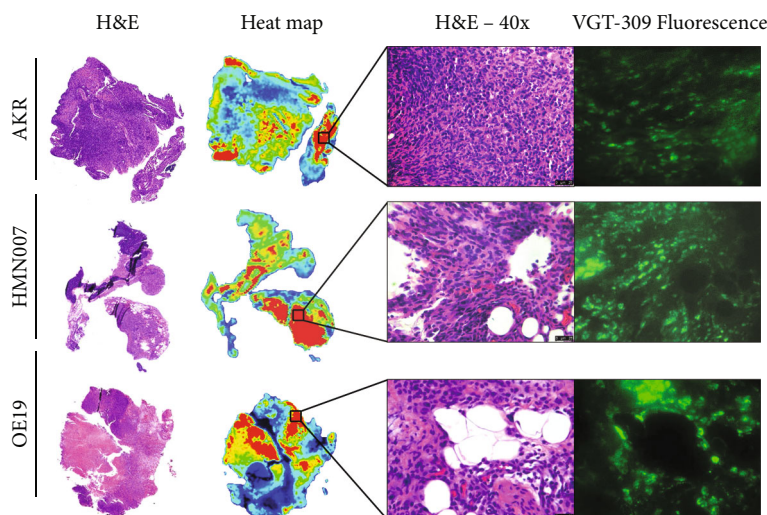 H&E
Heat map
H&E – 40x
VGT-309 Fluorescence
AKR
HMN007
OE19